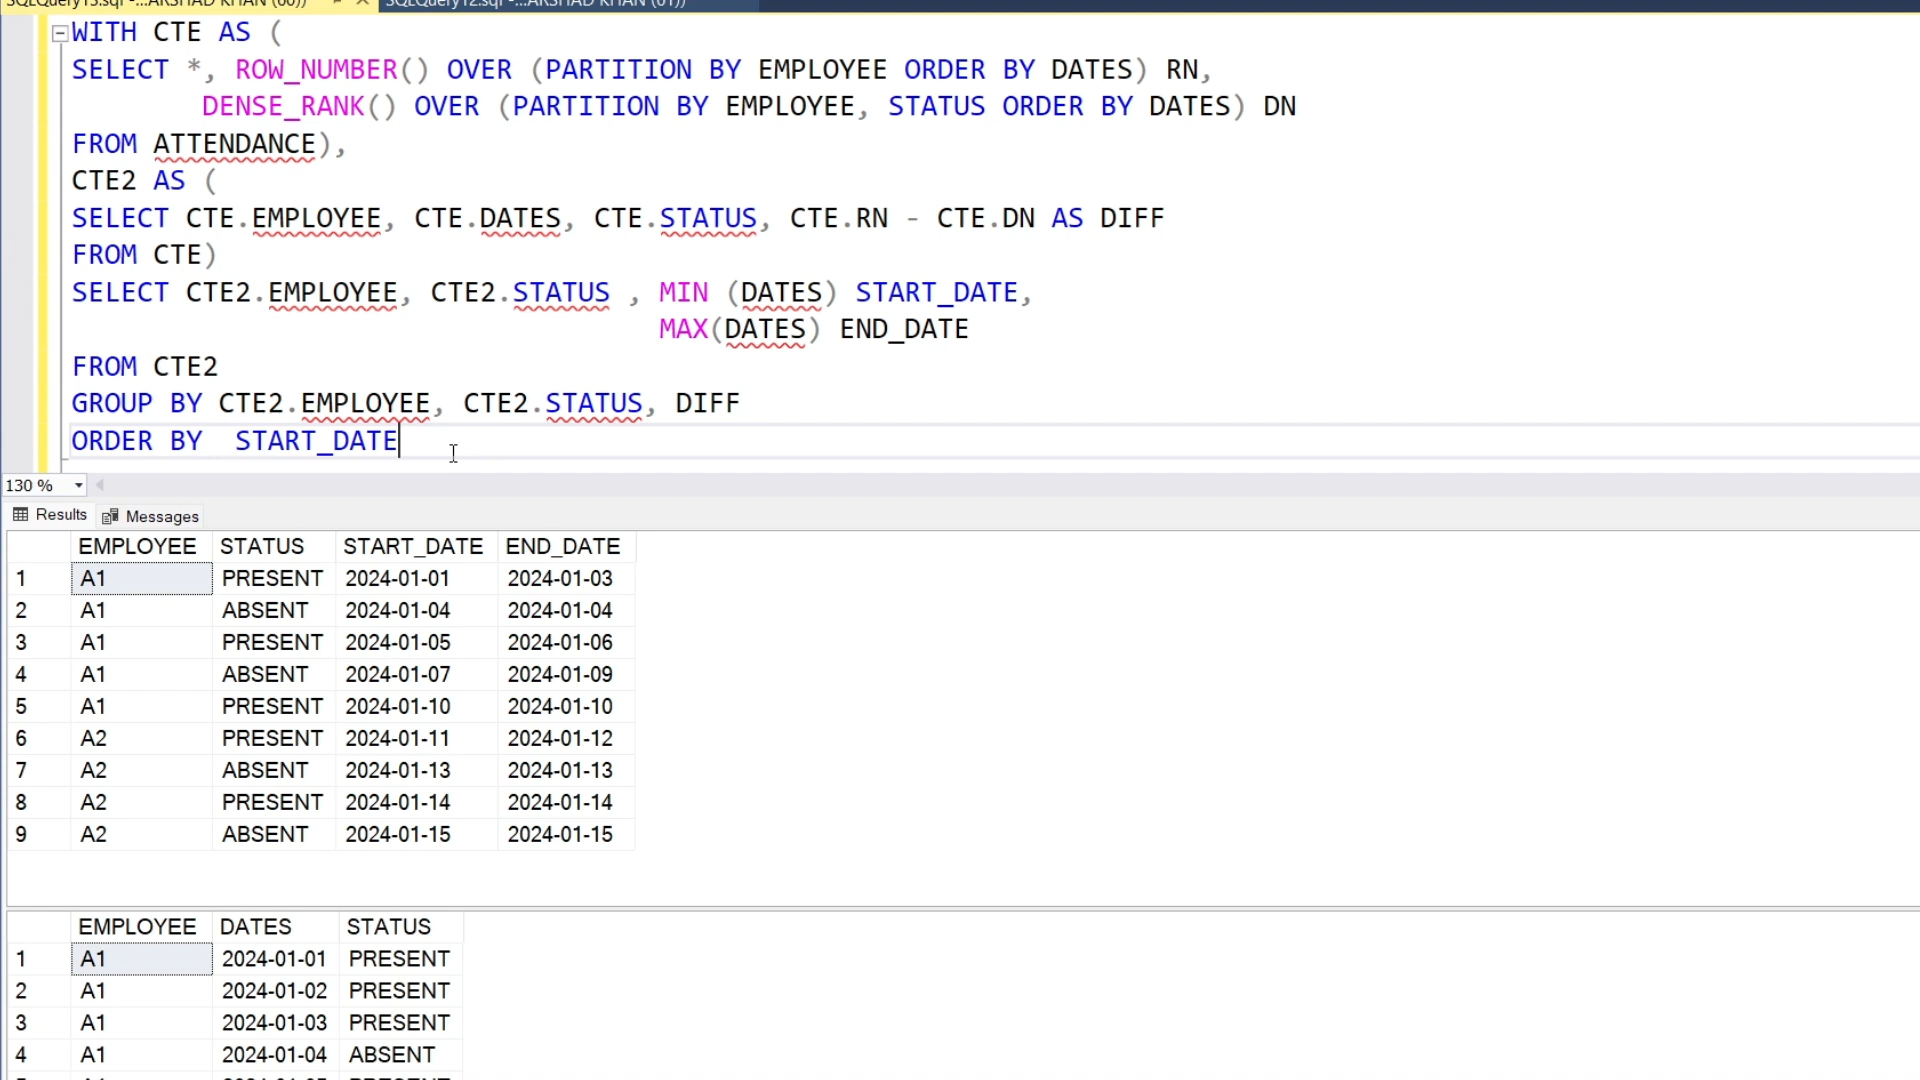 WITH CTE AS (
SELECT *, ROW_NUMBER() OVER (PARTITION BY EMPLOYEE ORDER BY DATES) RN,
DENSE_RANK() OVER (PARTITION BY EMPLOYEE, STATUS ORDER BY DATES) DN
FROM ATTENDANCE),
CTE2 AS (
SELECT CTE.EMPLOYEE, CTE.DATES, CTE.STATUS, CTE.RN - CTE.DN AS DIFF
FROM CTE)
SELECT CTE2.EMPLOYEE, CTE2.STATUS , MIN (DATES) START_DATE,
MAX(DATES) END_DATE
FROM CTE2
GROUP BY CTE2.EMPLOYEE, CTE2.STATUS, DIFF
ORDER BY  START_DATE
130 %
Results Messages
EMPLOYEE STATUS START_DATE END_DATE
1 A1 PRESENT 2024-01-01 2024-01-03
2 A1 ABSENT 2024-01-04 2024-01-04
3 A1 PRESENT 2024-01-05 2024-01-06
4 A1 ABSENT 2024-01-07 2024-01-09
5 A1 PRESENT 2024-01-10 2024-01-10
6 A2 PRESENT 2024-01-11 2024-01-12
7 A2 ABSENT 2024-01-13 2024-01-13
8 A2 PRESENT 2024-01-14 2024-01-14
9 A2 ABSENT 2024-01-15 2024-01-15
EMPLOYEE DATES STATUS
1 A1 2024-01-01 PRESENT
2 A1 2024-01-02 PRESENT
3 A1 2024-01-03 PRESENT
4 A1 2024-01-04 ABSENT